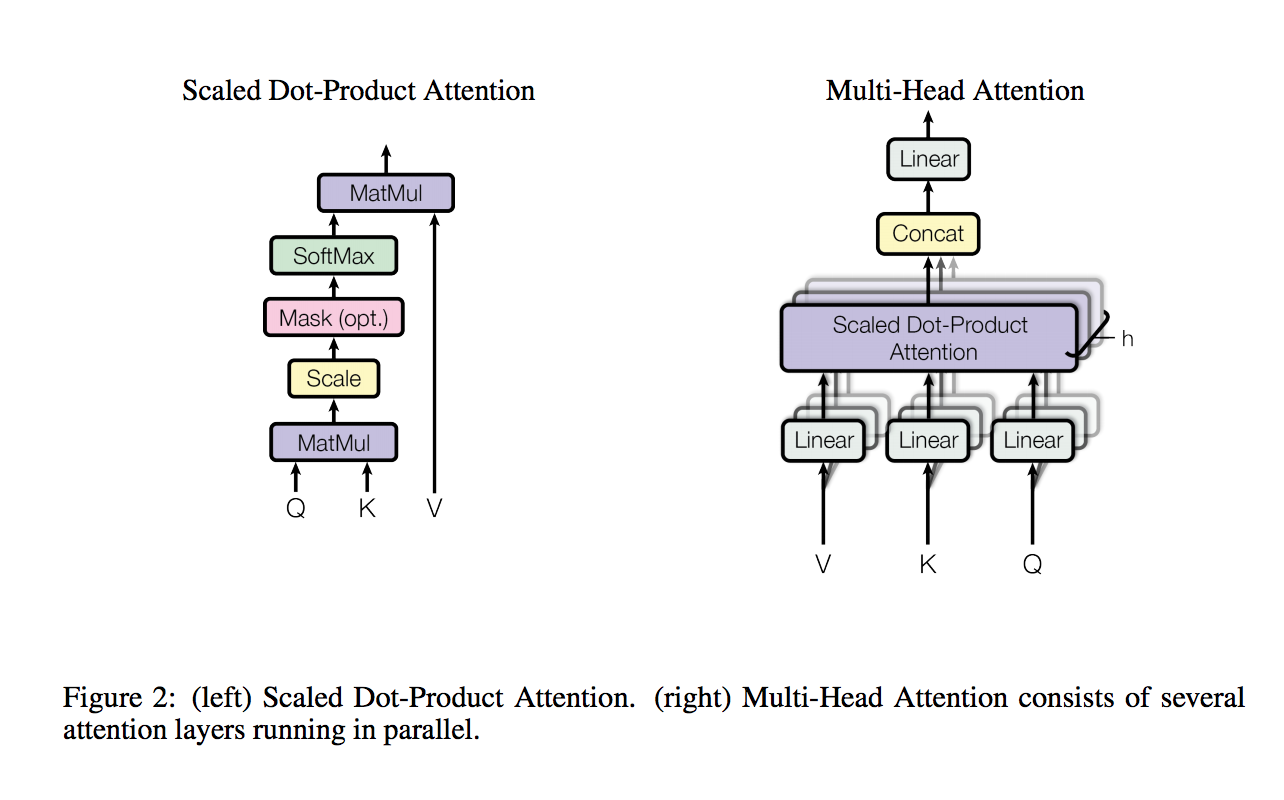 Scaled Dot-Product Attention
MatMul
SoftMax
Mask (opt.)
Scale
MatMul
Q K V
Multi-Head Attention
Linear
Concat
Scaled Dot-Product
Attention
h
Linear Linear Linear
V K Q
Figure 2: (left) Scaled Dot-Product Attention. (right) Multi-Head Attention consists of several
attention layers running in parallel.